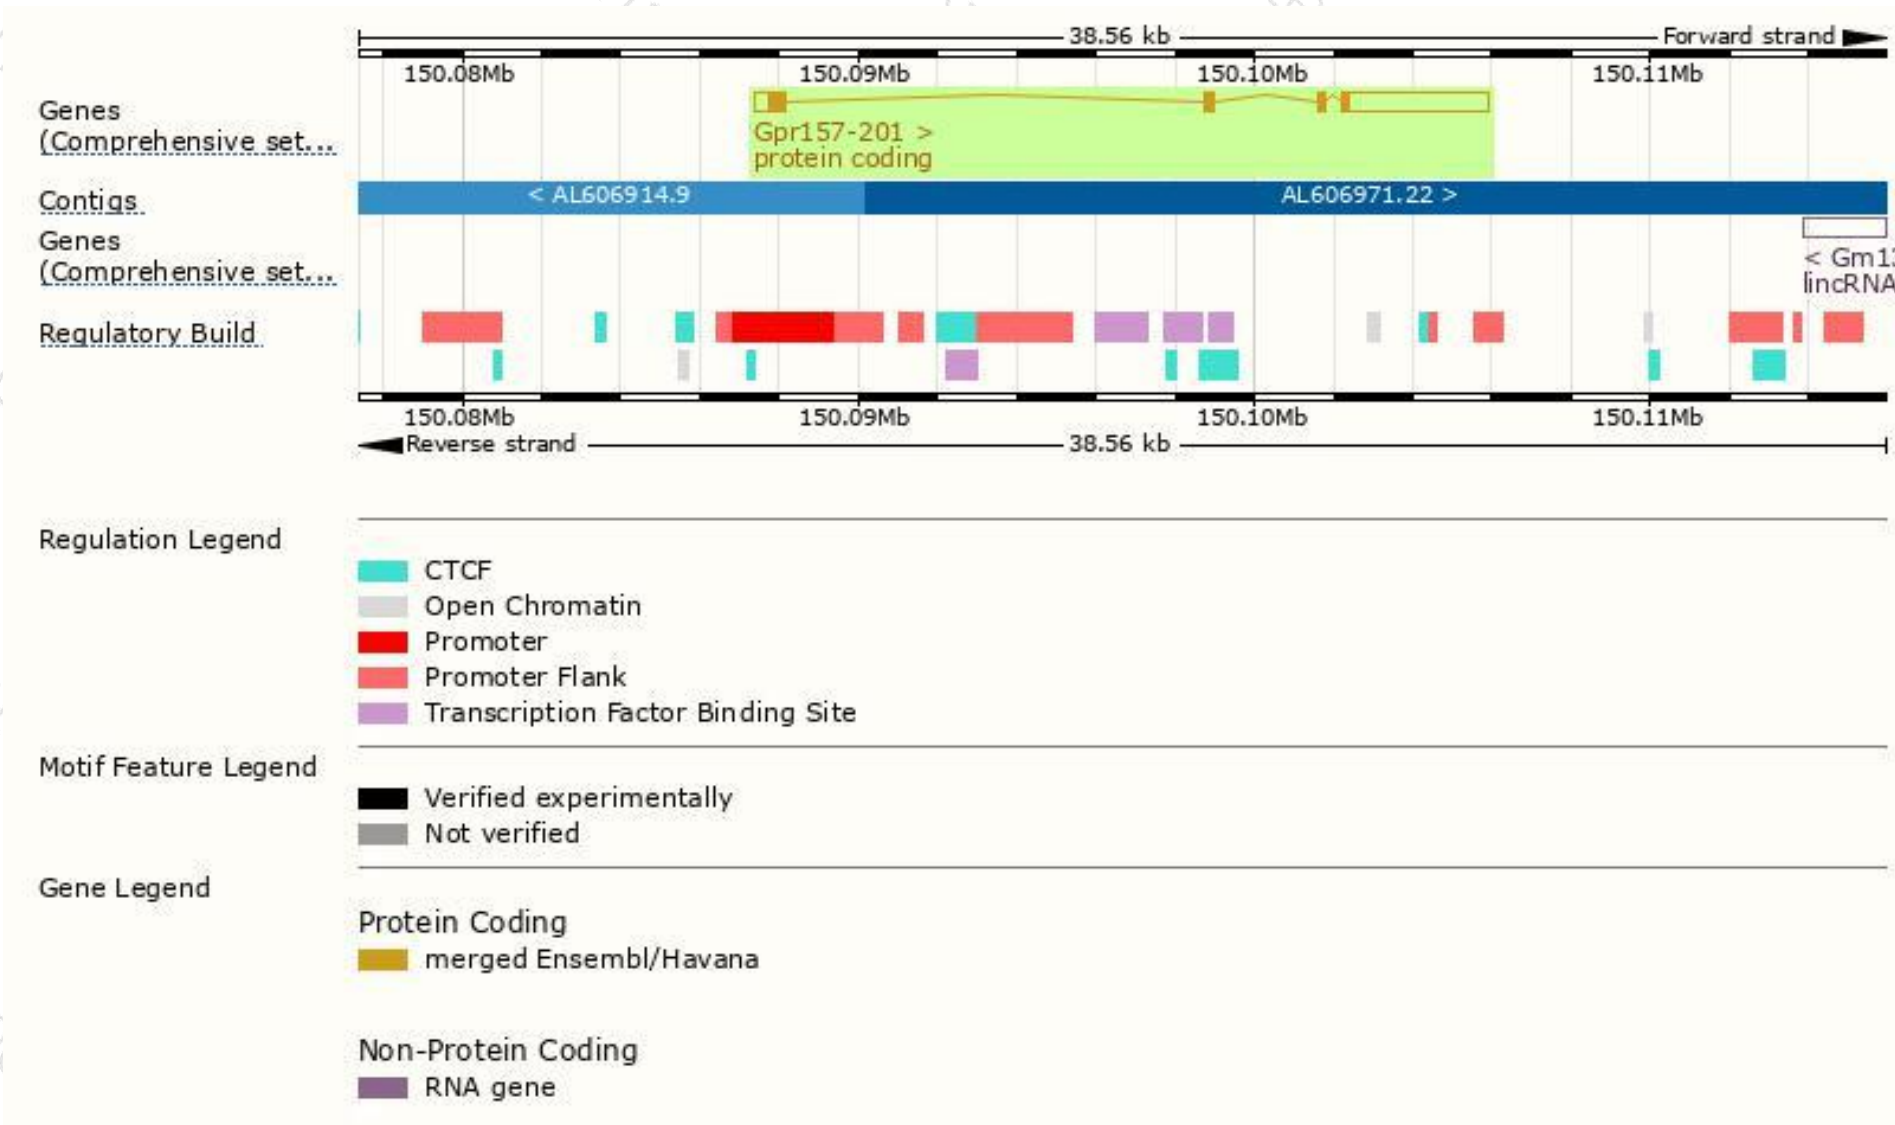 38.56 kb Forward strand
150.08Mb 150.09Mb 150.10Mb 150.11Mb
Genes
(Comprehensive set...
Gpr157-201 >
protein coding
Contigs < AL606914.9 AL606971.22 >
Genes
(Comprehensive set...
< Gm1
lincRNA
Regulatory Build
150.08Mb 150.09Mb 150.10Mb 150.11Mb
Reverse strand 38.56 kb
Regulation Legend
CTCF
Open Chromatin
Promoter
Promoter Flank
Transcription Factor Binding Site
Motif Feature Legend
Verified experimentally
Not verified
Gene Legend
Protein Coding
merged Ensembl/Havana
Non-Protein Coding
RNA gene